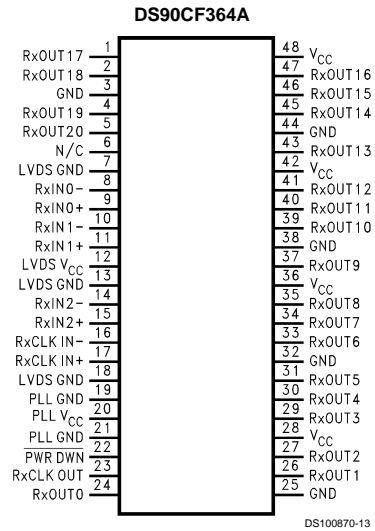 DS90CF364A
RxOUT17 1
RxOUT18 2
GND 3
RxOUT19 4
RxOUT20 5
N/C 6
LVDS GND 7
RxIN0- 8
RxIN0+ 9
RxIN1- 10
RxIN1+ 11
LVDS VCC 12
LVDS GND 13
RxIN2- 14
RxIN2+ 15
RxCLK IN- 16
RxCLK IN+ 17
LVDS GND 18
PLL GND 19
PLL VCC 20
PLL GND 21
PWR DWN 22
RxCLK OUT 23
RxOUT0 24
48 VCC
47 RxOUT16
46 RxOUT15
45 RxOUT14
44 GND
43 RxOUT13
42 VCC
41 RxOUT12
40 RxOUT11
39 RxOUT10
38 GND
37 RxOUT9
36 VCC
35 RxOUT8
34 RxOUT7
33 RxOUT6
32 GND
31 RxOUT5
30 RxOUT4
29 RxOUT3
28 VCC
27 RxOUT2
26 RxOUT1
25 GND
DS100870-13